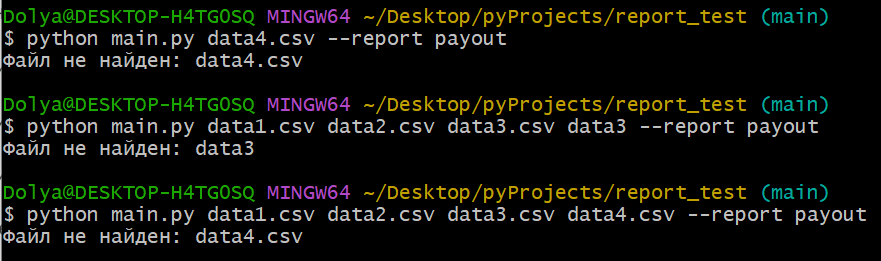 Dolya@DESKTOP-H4TG0SQ MINGW64 ~/Desktop/pyProjects/report_test (main)
$ python main.py data4.csv --report payout
Файл не найден: data4.csv
Dolya@DESKTOP-H4TG0SQ MINGW64 ~/Desktop/pyProjects/report_test (main)
$ python main.py data1.csv data2.csv data3.csv data3 --report payout
Файл не найден: data3
Dolya@DESKTOP-H4TG0SQ MINGW64 ~/Desktop/pyProjects/report_test (main)
$ python main.py data1.csv data2.csv data3.csv data4.csv --report payout
Файл не найден: data4.csv